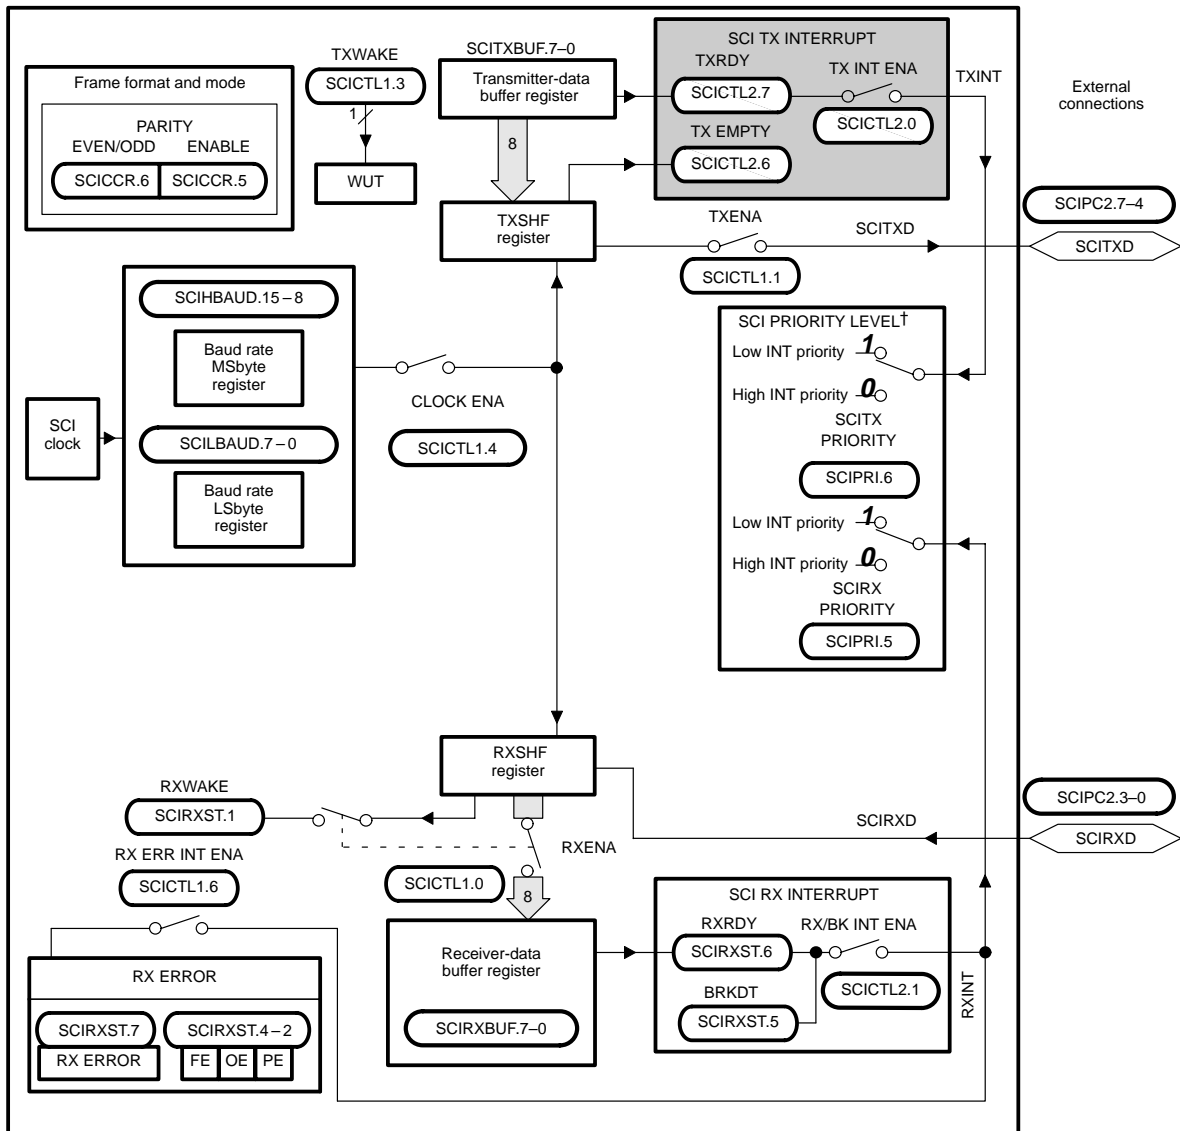 SCITXBUF.7–0
Transmitter-data
buffer register
8
TXSHF
register
TXWAKE
SCICTL1.3
1
WUT
Frame format and mode
PARITY
EVEN/ODD ENABLE
SCICCR.6 SCICCR.5
SCI TX INTERRUPT
TXRDY
SCICTL2.7
TX INT ENA
SCICTL2.0
TX EMPTY
SCICTL2.6
TXINT
External
connections
SCIPC2.7–4
SCITXD
TXENA
SCITXD
SCICTL1.1
SCIHBAUD.15–8
Baud rate
MSbyte
register
SCILBAUD.7–0
Baud rate
LSbyte
register
SCI
clock
CLOCK ENA
SCICTL1.4
SCI PRIORITY LEVEL†
Low INT priority 1
High INT priority 0
SCITX
PRIORITY
SCIPRI.6
Low INT priority 1
High INT priority 0
SCIRX
PRIORITY
SCIPRI.5
RXSHF
register
RXWAKE
SCIRXST.1
RXENA
SCICTL1.0
8
SCIRXD
SCIPC2.3–0
SCIRXD
RX ERR INT ENA
SCICTL1.6
RX ERROR
SCIRXST.7 SCIRXST.4–2
RX ERROR FE OE PE
Receiver-data
buffer register
SCIRXBUF.7–0
SCI RX INTERRUPT
RXRDY
SCIRXST.6
RX/BK INT ENA
SCICTL2.1
BRKDT
SCIRXST.5
RXINT